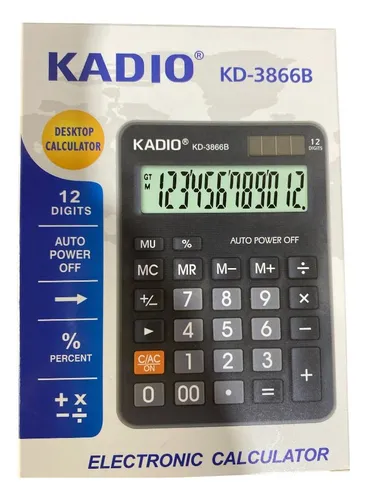 KADIO® KD-3866B
DESKTOP
CALCULATOR
12
DIGITS
AUTO
POWER
OFF
→
%
PERCENT
+ ×
− ÷
KADIO® KD-3866B
12
DIGITS
GT
M
123456789012.
MU % AUTO POWER OFF
MC MR M− M+ ÷
+/− 7 8 9 ×
► 4 5 6 −
C/AC
ON
1 2 3 +
0 00 • =
ELECTRONIC CALCULATOR